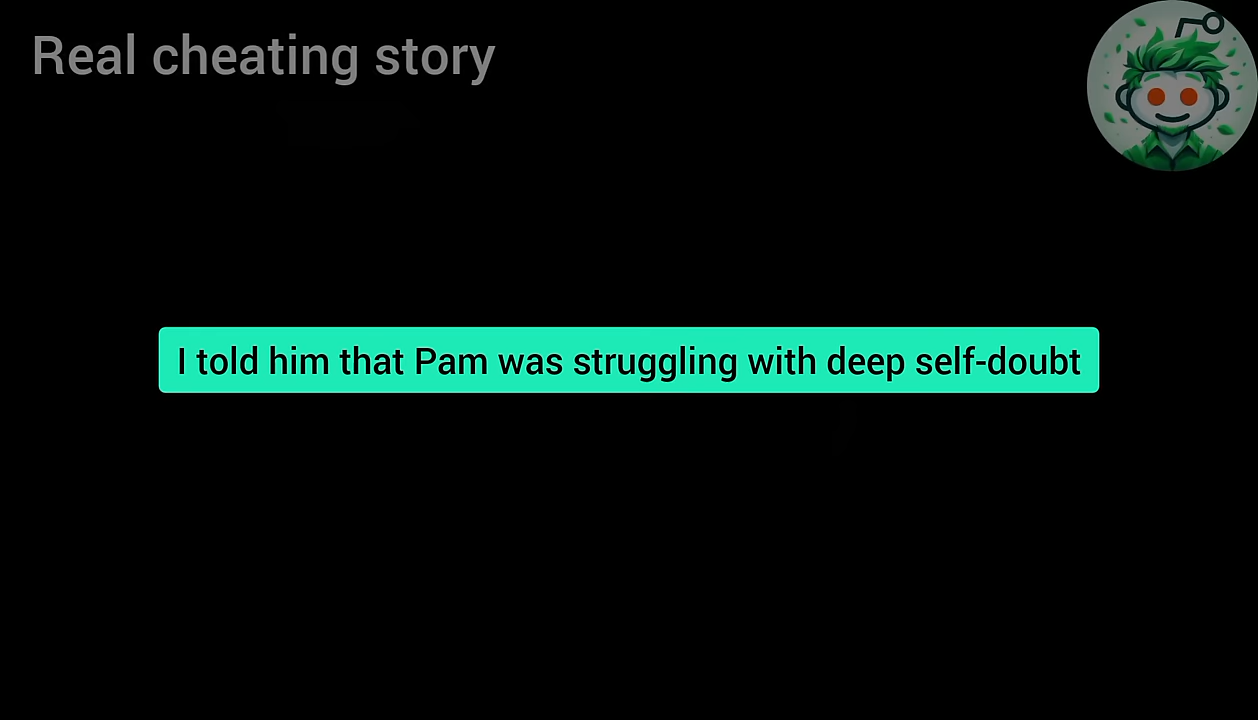 Real cheating story
I told him that Pam was struggling with deep self-doubt